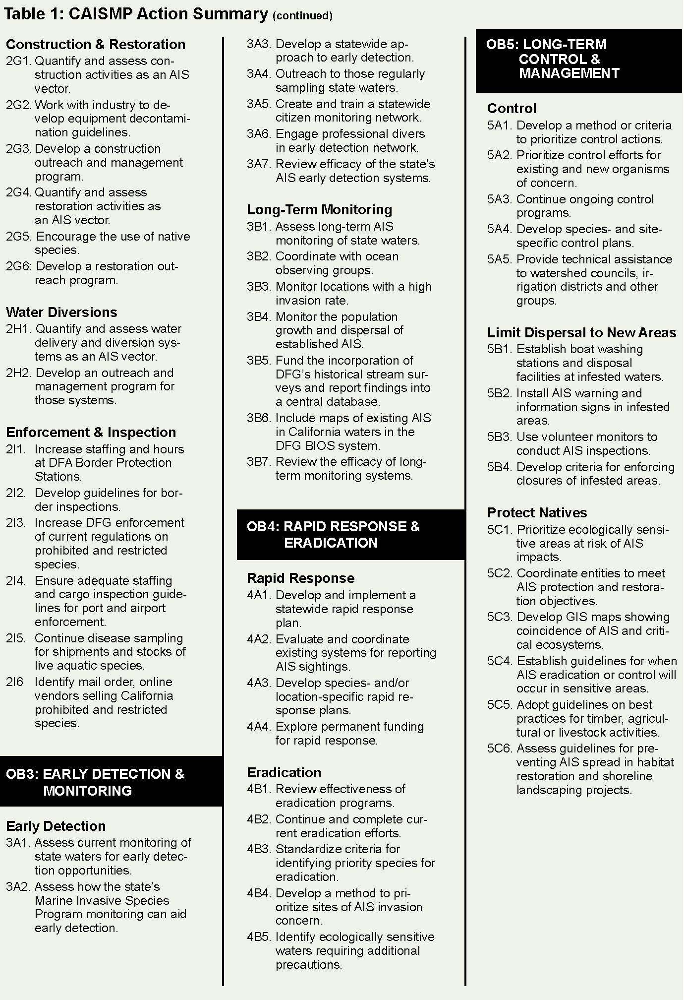 Table 1: CAISMP Action Summary (continued)
Construction & Restoration
2G1. Quantify and assess con-
struction activities as an AIS
vector.
2G2. Work with industry to de-
velop equipment decontami-
nation guidelines.
2G3. Develop a construction
outreach and management
program.
2G4. Quantify and assess
restoration activities as
an AIS vector.
2G5. Encourage the use of native
species.
2G6: Develop a restoration out-
reach program.
Water Diversions
2H1. Quantify and assess water
delivery and diversion sys-
tems as an AIS vector.
2H2. Develop an outreach and
management program for
those systems.
Enforcement & Inspection
2I1. Increase staffing and hours
at DFA Border Protection
Stations.
2I2. Develop guidelines for bor-
der inspections.
2I3. Increase DFG enforcement
of current regulations on
prohibited and restricted
species.
2I4. Ensure adequate staffing
and cargo inspection guide-
lines for port and airport
enforcement.
2I5. Continue disease sampling
for shipments and stocks of
live aquatic species.
2I6 Identify mail order, online
vendors selling California
prohibited and restricted
species.
OB3: EARLY DETECTION &
MONITORING
Early Detection
3A1. Assess current monitoring of
state waters for early detec-
tion opportunities.
3A2. Assess how the state's
Marine Invasive Species
Program monitoring can aid
early detection.
3A3. Develop a statewide ap-
proach to early detection.
3A4. Outreach to those regularly
sampling state waters.
3A5. Create and train a statewide
citizen monitoring network.
3A6. Engage professional divers
in early detection network.
3A7. Review efficacy of the state's
AIS early detection systems.
Long-Term Monitoring
3B1. Assess long-term AIS
monitoring of state waters.
3B2. Coordinate with ocean
observing groups.
3B3. Monitor locations with a high
invasion rate.
3B4. Monitor the population
growth and dispersal of
established AIS.
3B5. Fund the incorporation of
DFG's historical stream sur-
veys and report findings into
a central database.
3B6. Include maps of existing AIS
in California waters in the
DFG BIOS system.
3B7. Review the efficacy of long-
term monitoring systems.
OB4: RAPID RESPONSE &
ERADICATION
Rapid Response
4A1. Develop and implement a
statewide rapid response
plan.
4A2. Evaluate and coordinate
existing systems for reporting
AIS sightings.
4A3. Develop species- and/or
location-specific rapid re-
sponse plans.
4A4. Explore permanent funding
for rapid response.
Eradication
4B1. Review effectiveness of
eradication programs.
4B2. Continue and complete cur-
rent eradication efforts.
4B3. Standardize criteria for
identifying priority species for
eradication.
4B4. Develop a method to pri-
oritize sites of AIS invasion
concern.
4B5. Identify ecologically sensitive
waters requiring additional
precautions.
OB5: LONG-TERM
CONTROL &
MANAGEMENT
Control
5A1. Develop a method or criteria
to prioritize control actions.
5A2. Prioritize control efforts for
existing and new organisms
of concern.
5A3. Continue ongoing control
programs.
5A4. Develop species- and site-
specific control plans.
5A5. Provide technical assistance
to watershed councils, ir-
rigation districts and other
groups.
Limit Dispersal to New Areas
5B1. Establish boat washing
stations and disposal
facilities at infested waters.
5B2. Install AIS warning and
information signs in infested
areas.
5B3. Use volunteer monitors to
conduct AIS inspections.
5B4. Develop criteria for enforcing
closures of infested areas.
Protect Natives
5C1. Prioritize ecologically sensi-
tive areas at risk of AIS
impacts.
5C2. Coordinate entities to meet
AIS protection and restora-
tion objectives.
5C3. Develop GIS maps showing
coincidence of AIS and criti-
cal ecosystems.
5C4. Establish guidelines for when
AIS eradication or control will
occur in sensitive areas.
5C5. Adopt guidelines on best
practices for timber, agricul-
tural or livestock activities.
5C6. Assess guidelines for pre-
venting AIS spread in habitat
restoration and shoreline
landscaping projects.